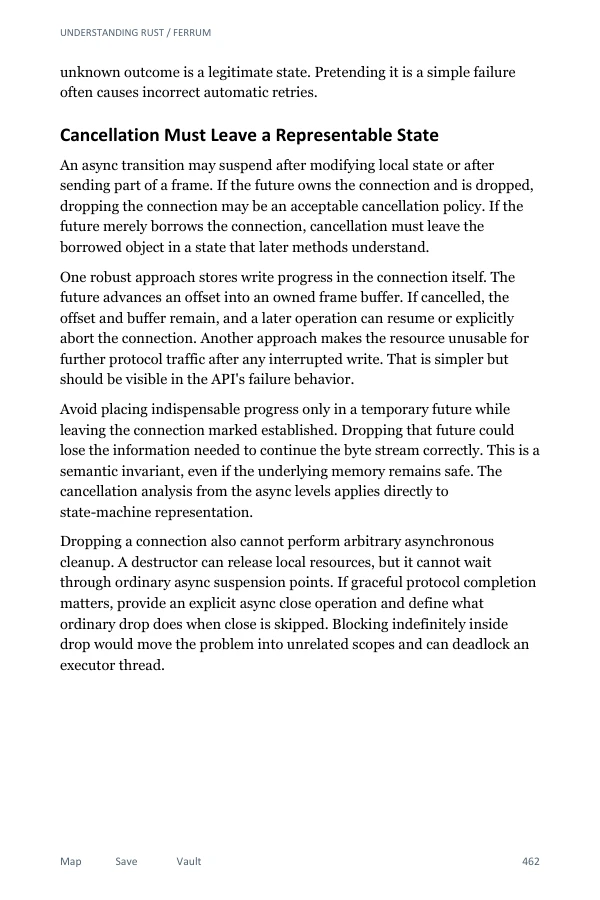 UNDERSTANDING RUST / FERRUM
unknown outcome is a legitimate state. Pretending it is a simple failure
often causes incorrect automatic retries.
Cancellation Must Leave a Representable State
An async transition may suspend after modifying local state or after
sending part of a frame. If the future owns the connection and is dropped,
dropping the connection may be an acceptable cancellation policy. If the
future merely borrows the connection, cancellation must leave the
borrowed object in a state that later methods understand.
One robust approach stores write progress in the connection itself. The
future advances an offset into an owned frame buffer. If cancelled, the
offset and buffer remain, and a later operation can resume or explicitly
abort the connection. Another approach makes the resource unusable for
further protocol traffic after any interrupted write. That is simpler but
should be visible in the API's failure behavior.
Avoid placing indispensable progress only in a temporary future while
leaving the connection marked established. Dropping that future could
lose the information needed to continue the byte stream correctly. This is a
semantic invariant, even if the underlying memory remains safe. The
cancellation analysis from the async levels applies directly to
state-machine representation.
Dropping a connection also cannot perform arbitrary asynchronous
cleanup. A destructor can release local resources, but it cannot wait
through ordinary async suspension points. If graceful protocol completion
matters, provide an explicit async close operation and define what
ordinary drop does when close is skipped. Blocking indefinitely inside
drop would move the problem into unrelated scopes and can deadlock an
executor thread.
Map Save Vault 462